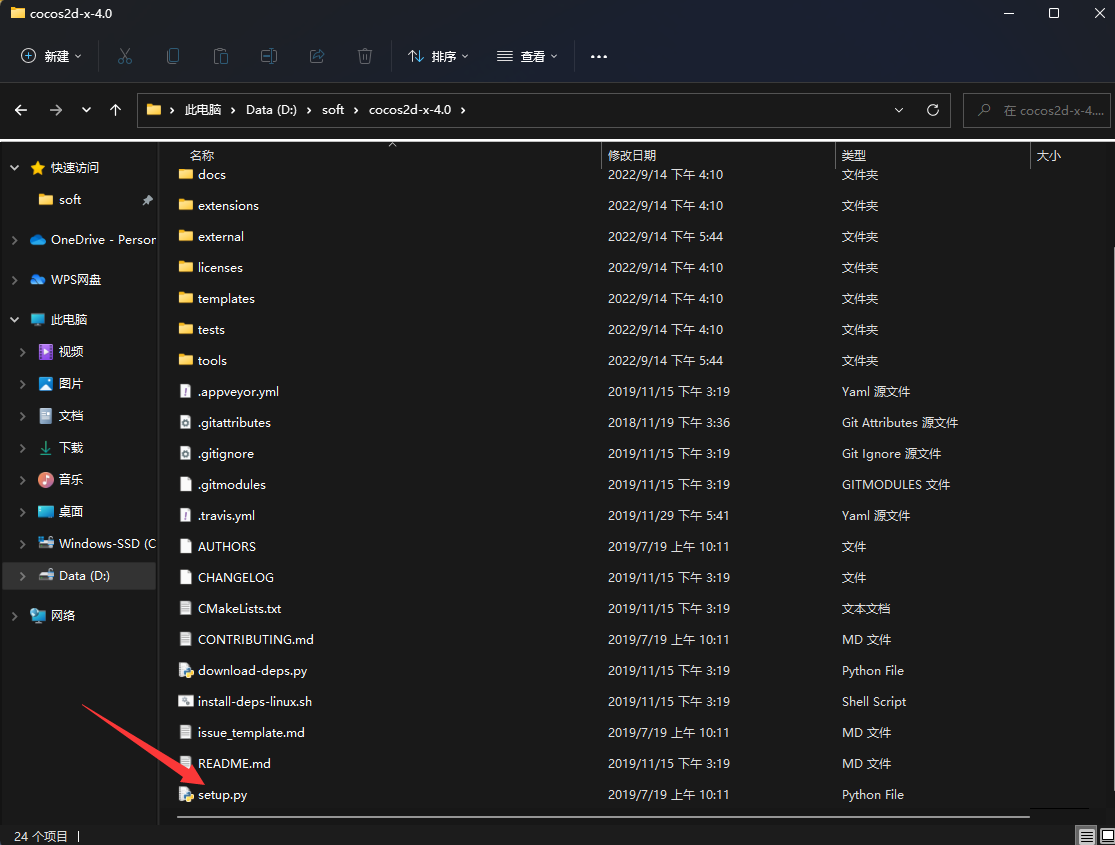 cocos2d-x-4.0
新建 排序 查看
此电脑 Data (D:) soft cocos2d-x-4.0 在 cocos2d-x-4....
快速访问
soft
OneDrive - Person
WPS网盘
此电脑
视频
图片
文档
下载
音乐
桌面
Windows-SSD (C
Data (D:)
网络
名称 修改日期 类型 大小
docs 2022/9/14 下午 4:10 文件夹
extensions 2022/9/14 下午 4:10 文件夹
external 2022/9/14 下午 5:44 文件夹
licenses 2022/9/14 下午 4:10 文件夹
templates 2022/9/14 下午 4:10 文件夹
tests 2022/9/14 下午 4:10 文件夹
tools 2022/9/14 下午 5:44 文件夹
.appveyor.yml 2019/11/15 下午 3:19 Yaml 源文件
.gitattributes 2018/11/19 下午 3:36 Git Attributes 源文件
.gitignore 2019/11/15 下午 3:19 Git Ignore 源文件
.gitmodules 2019/11/15 下午 3:19 GITMODULES 文件
.travis.yml 2019/11/29 下午 5:41 Yaml 源文件
AUTHORS 2019/7/19 上午 10:11 文件
CHANGELOG 2019/11/15 下午 3:19 文件
CMakeLists.txt 2019/11/15 下午 3:19 文本文档
CONTRIBUTING.md 2019/7/19 上午 10:11 MD 文件
download-deps.py 2019/11/15 下午 3:19 Python File
install-deps-linux.sh 2019/11/15 下午 3:19 Shell Script
issue_template.md 2019/7/19 上午 10:11 MD 文件
README.md 2019/11/15 下午 3:19 MD 文件
setup.py 2019/7/19 上午 10:11 Python File
24 个项目